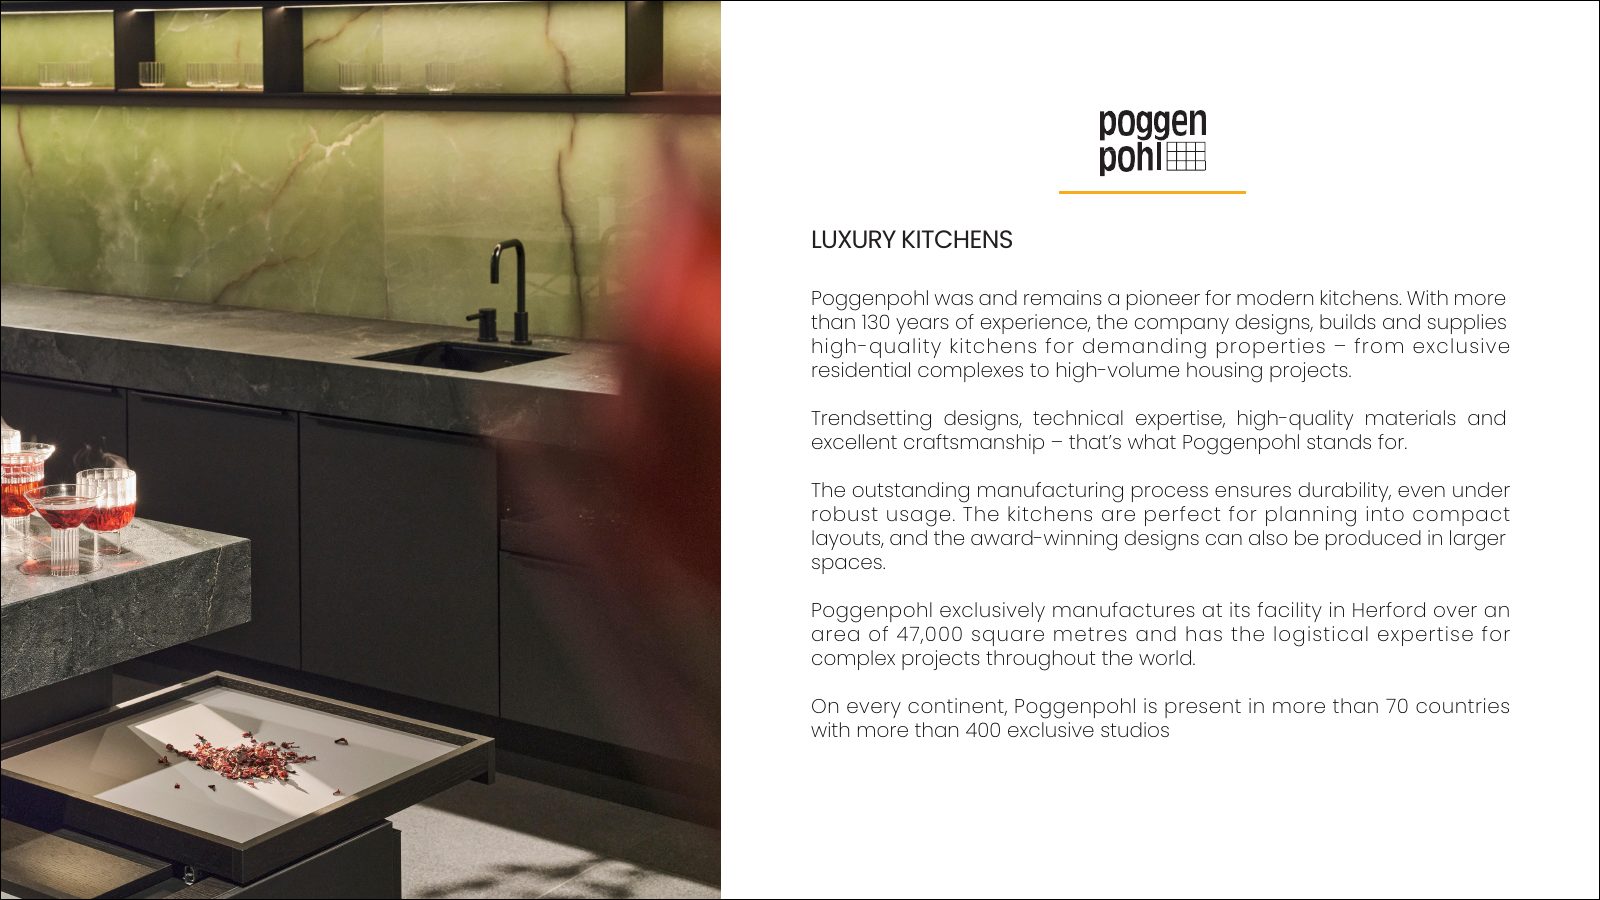 poggen
pohl
LUXURY KITCHENS
Poggenpohl was and remains a pioneer for modern kitchens. With more
than 130 years of experience, the company designs, builds and supplies
high-quality kitchens for demanding properties – from exclusive
residential complexes to high-volume housing projects.
Trendsetting designs, technical expertise, high-quality materials and
excellent craftsmanship – that’s what Poggenpohl stands for.
The outstanding manufacturing process ensures durability, even under
robust usage. The kitchens are perfect for planning into compact
layouts, and the award-winning designs can also be produced in larger
spaces.
Poggenpohl exclusively manufactures at its facility in Herford over an
area of 47,000 square metres and has the logistical expertise for
complex projects throughout the world.
On every continent, Poggenpohl is present in more than 70 countries
with more than 400 exclusive studios